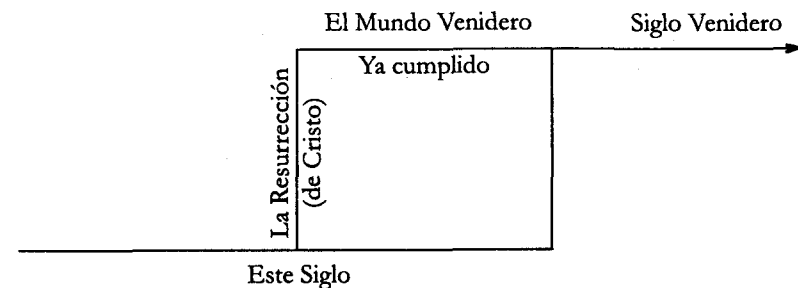 El Mundo Venidero
Siglo Venidero
Ya cumplido
La Resurrección
(de Cristo)
Este Siglo